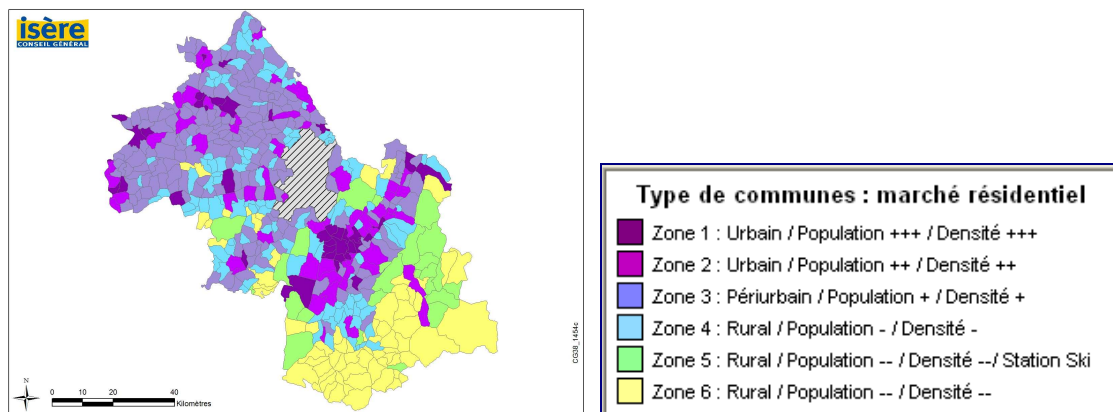 isère
CONSEIL GÉNÉRAL
CG38_1454c
N
0 10 20 40
Kilomètres
Type de communes : marché résidentiel
Zone 1 : Urbain / Population +++ / Densité +++
Zone 2 : Urbain / Population ++ / Densité ++
Zone 3 : Périurbain / Population + / Densité +
Zone 4 : Rural / Population - / Densité -
Zone 5 : Rural / Population -- / Densité --/ Station Ski
Zone 6 : Rural / Population -- / Densité --